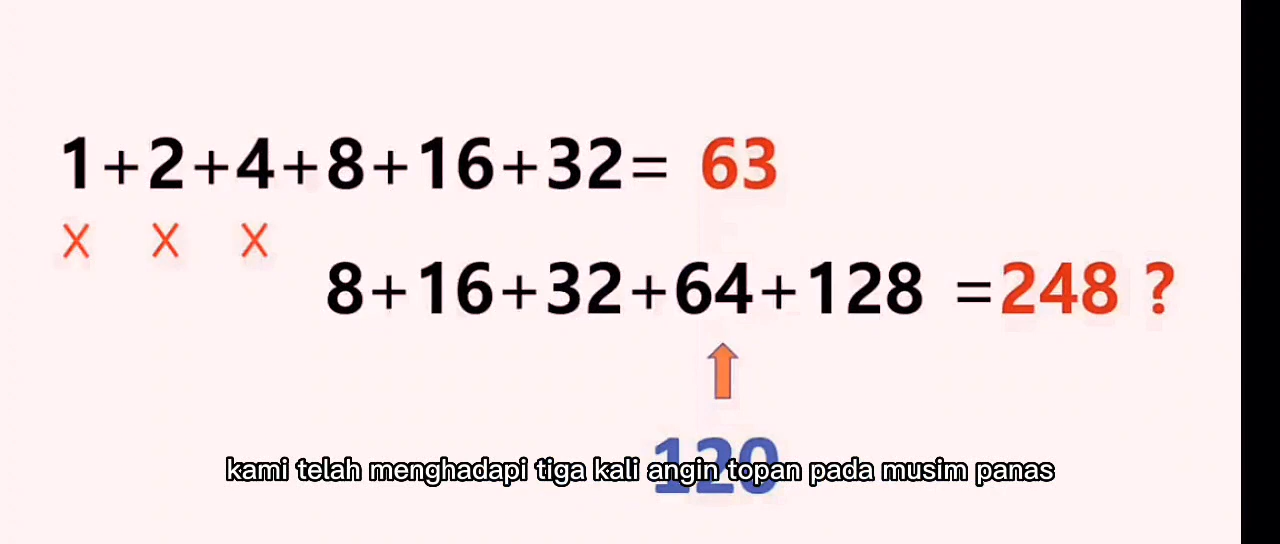 1+2+4+8+16+32= 63
x x x
8+16+32+64+128 =248 ?
120
kami telah menghadapi tiga kali angin topan pada musim panas